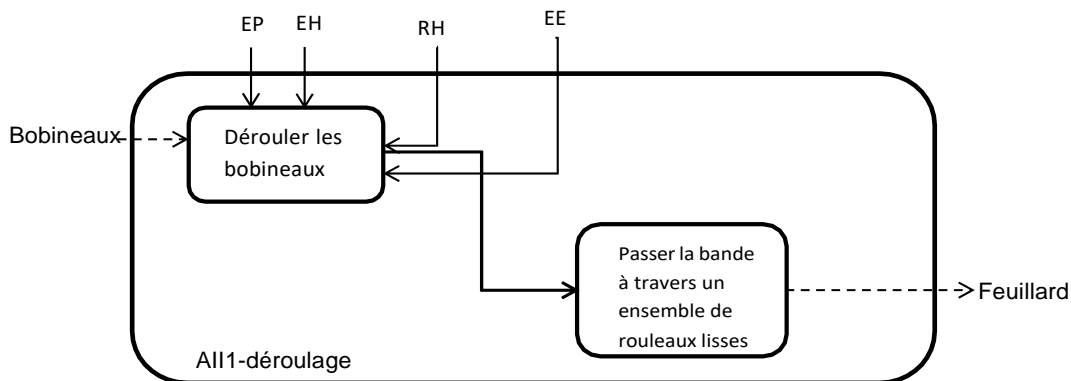 EP EH RH EE
Bobineaux
Dérouler les
bobineaux
Passer la bande
à travers un
ensemble de
rouleaux lisses
Feuillard
All1-déroulage